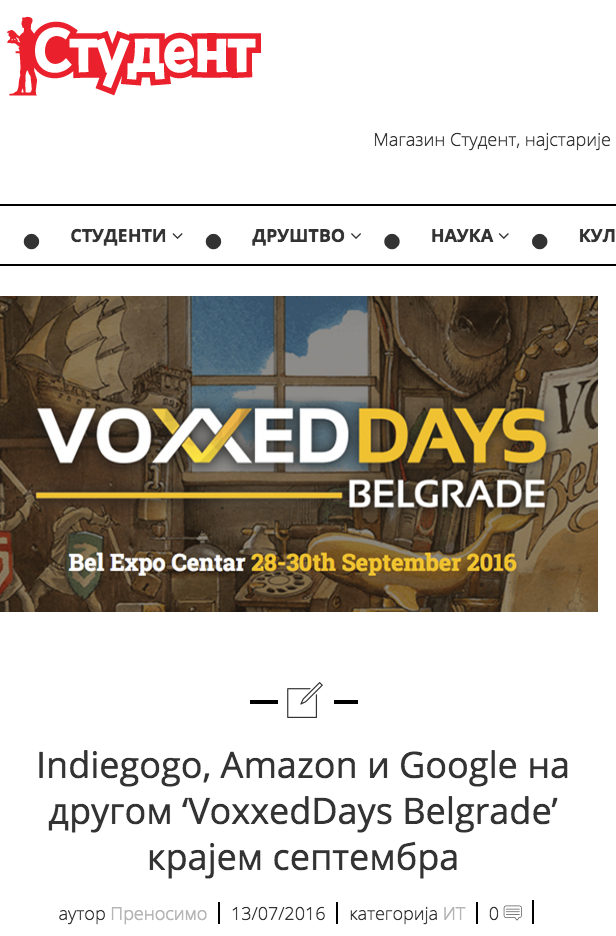 Студент
Магазин Студент, најстарије
СТУДЕНТИ
ДРУШТВО
НАУКА
КУЛ
VOXXEDDAYS
BELGRADE
Bel Expo Centar 28-30th September 2016
Indiegogo, Amazon и Google на
другом ‘VoxxedDays Belgrade’
крајем септембра
аутор Преносимо | 13/07/2016 | категорија ИТ | 0 |